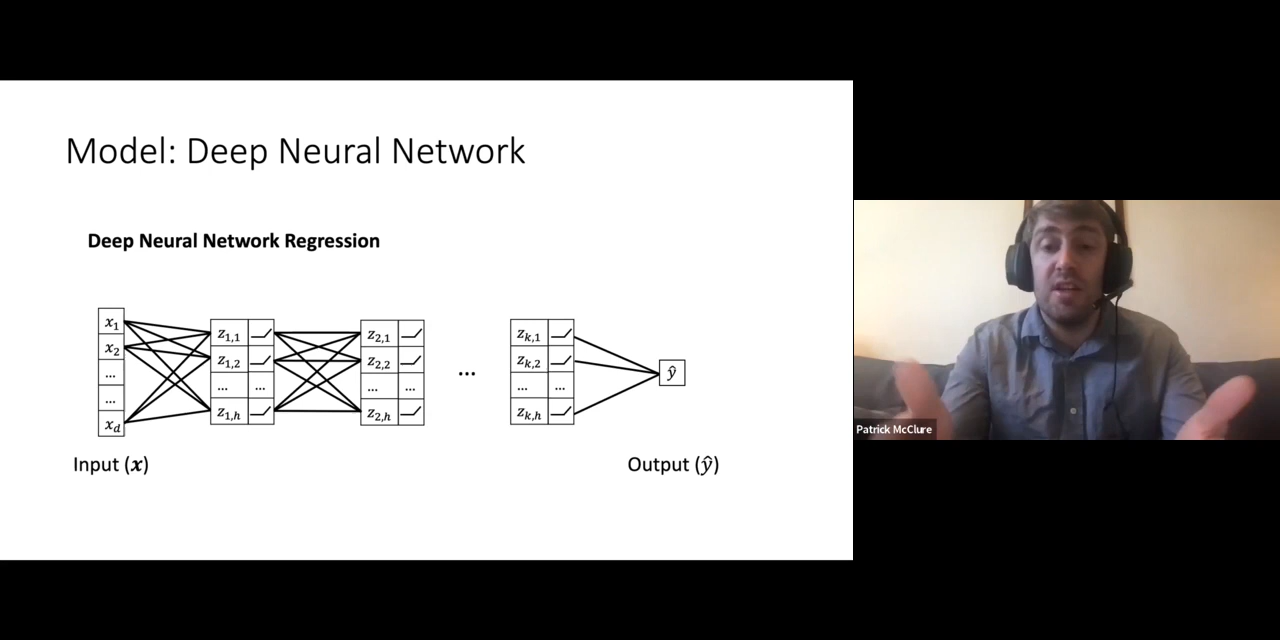 Model: Deep Neural Network
Deep Neural Network Regression
x₁ z₁,₁ z₂,₁ zₖ,₁
x₂ z₁,₂ z₂,₂ ... zₖ,₂ ŷ
... ... ... ... ... ... ...
...
x_d z₁,ₕ z₂,ₕ zₖ,ₕ
Input (x) Output (ŷ)
Patrick McClure